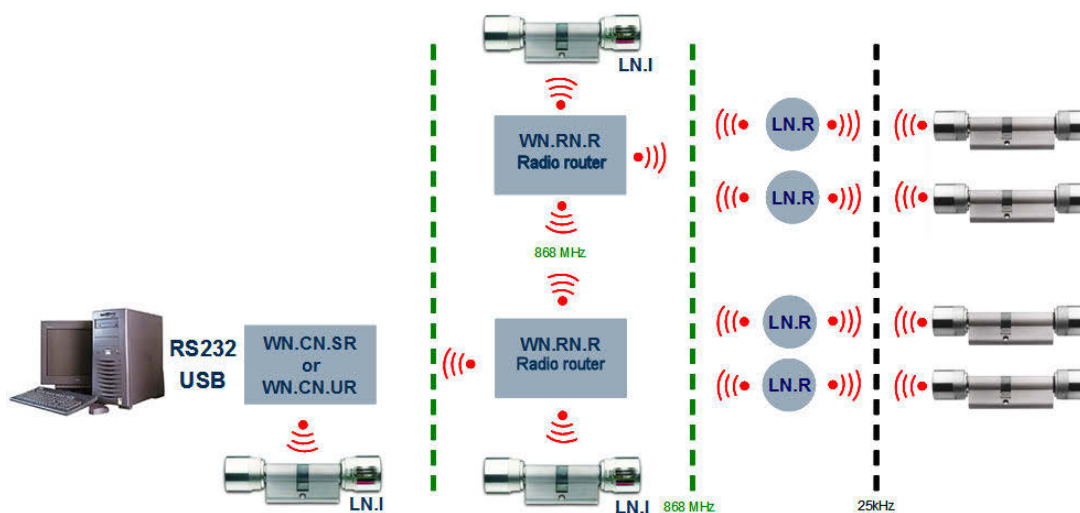 LN.I
WN.RN.R
Radio router
LN.R
LN.R
868 MHz
RS232
USB
WN.CN.SR
or
WN.CN.UR
WN.RN.R
Radio router
LN.R
LN.R
LN.I
LN.I
868 MHz
25kHz